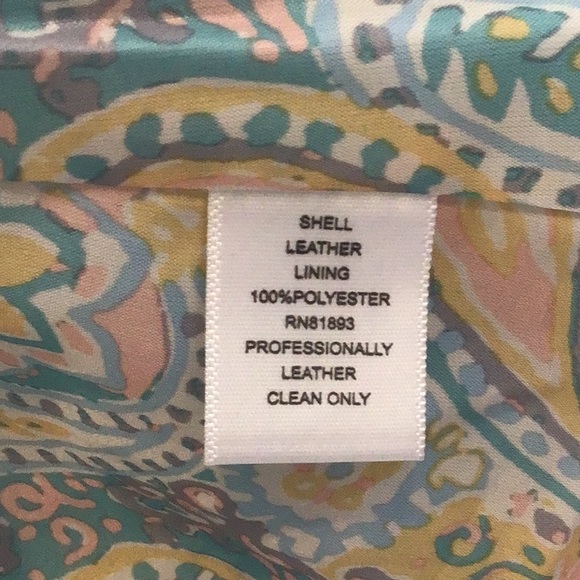 SHELL
LEATHER
LINING
100%POLYESTER
RN81893
PROFESSIONALLY
LEATHER
CLEAN ONLY